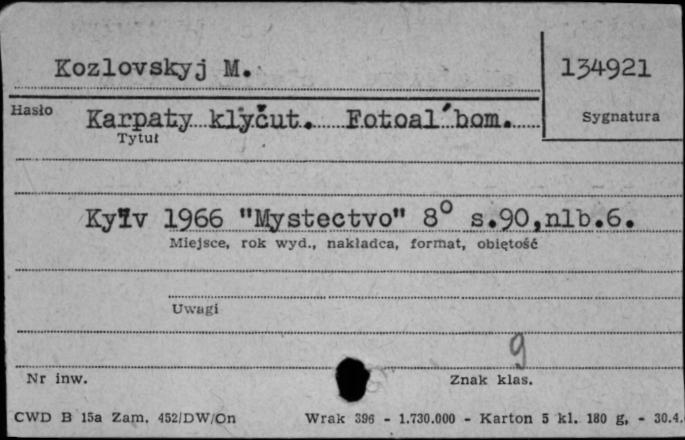 Kozlovskyj M.
134921
Hasło
Karpaty klyčut. Fotoal'bom.
Sygnatura
Tytuł
Kyïv 1966 "Mystectvo" 8° s.90,nlb.6.
Miejsce, rok wyd., nakładca, format, objętość
Uwagi
9
Nr inw.
Znak klas.
CWD B 15a Zam. 452/DW/On
Wrak 396 - 1.730.000 - Karton 5 kl. 180 g, - 30.4.